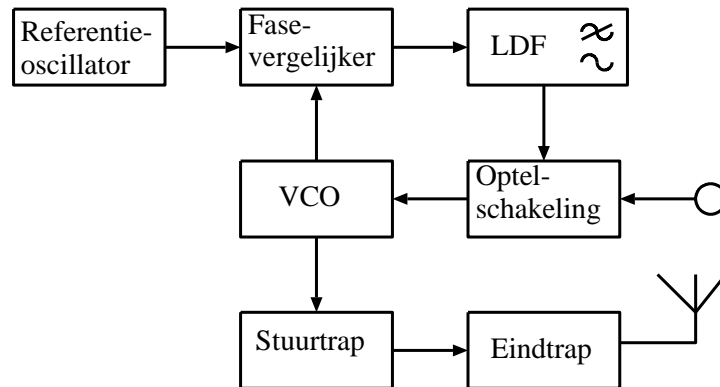 Referentie-
oscillator
Fase-
vergelijker
LDF
VCO
Optel-
schakeling
Stuurtrap
Eindtrap